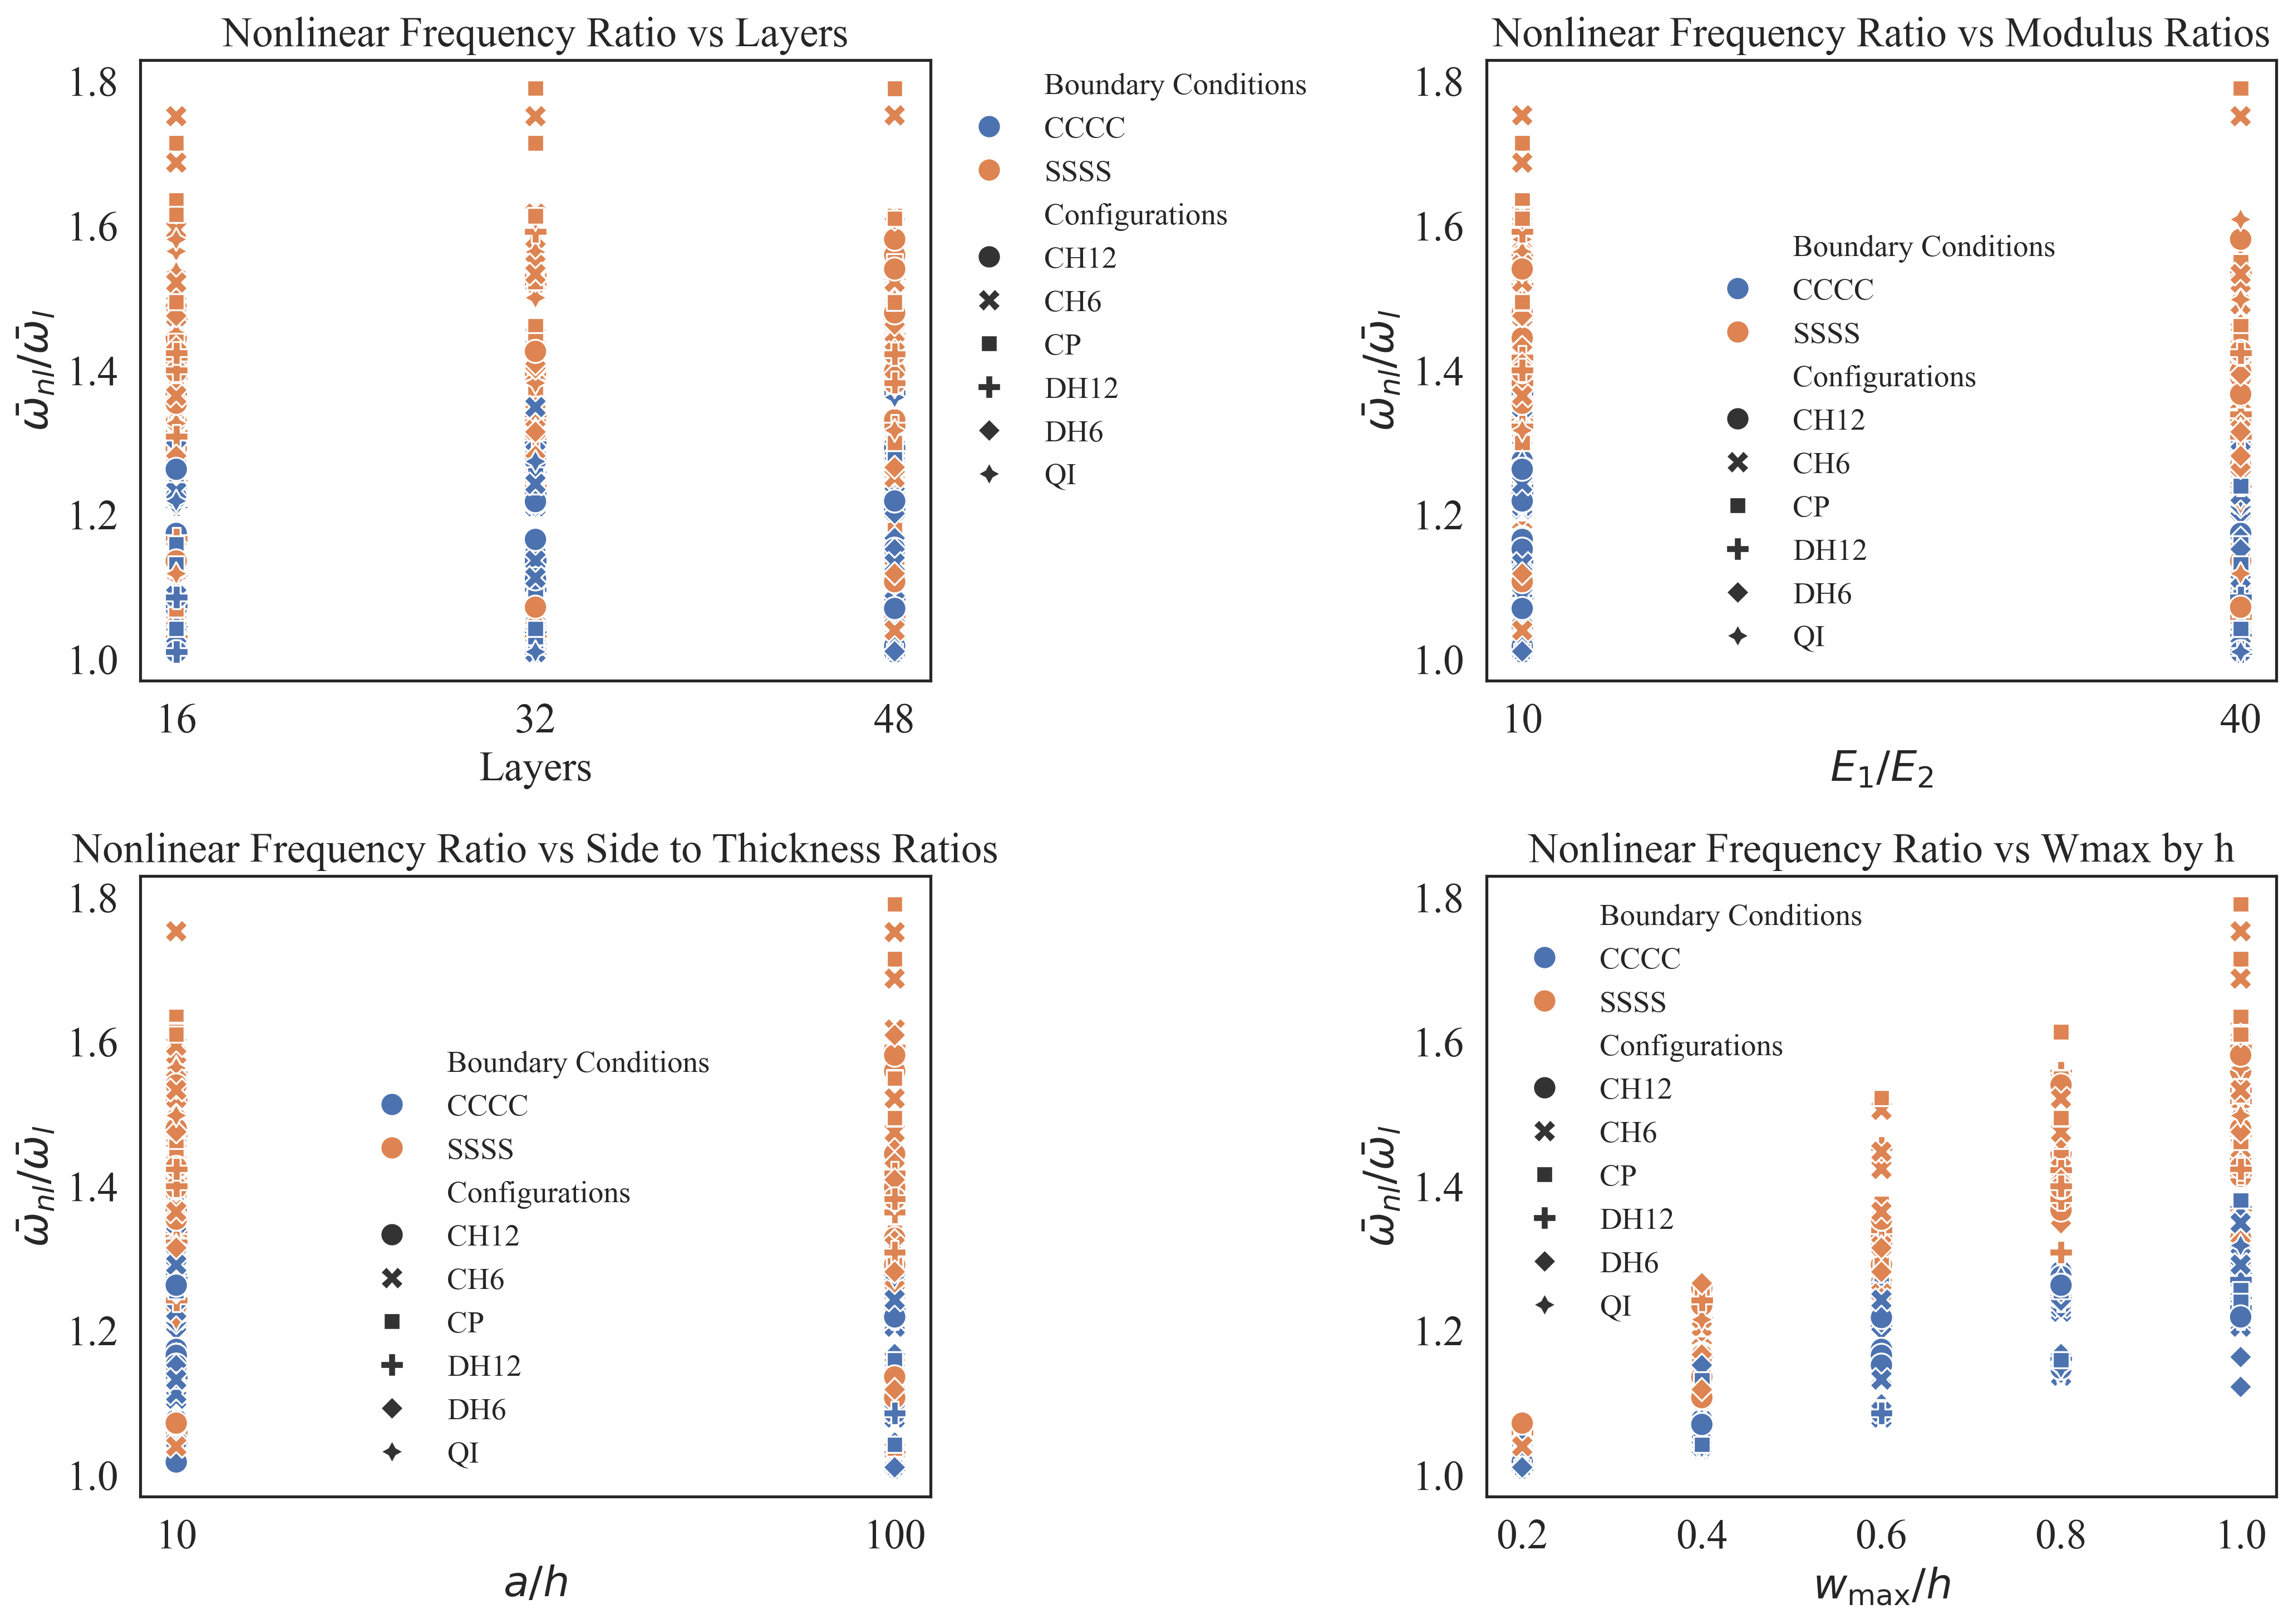 Nonlinear Frequency Ratio vs Layers
ω̄nl/ω̄l
1.8
1.6
1.4
1.2
1.0
16
32
48
Layers
Boundary Conditions
CCCC
SSSS
Configurations
CH12
CH6
CP
DH12
DH6
QI
Nonlinear Frequency Ratio vs Modulus Ratios
ω̄nl/ω̄l
1.8
1.6
1.4
1.2
1.0
Boundary Conditions
CCCC
SSSS
Configurations
CH12
CH6
CP
DH12
DH6
QI
10
40
E1/E2
Nonlinear Frequency Ratio vs Side to Thickness Ratios
ω̄nl/ω̄l
1.8
1.6
1.4
1.2
1.0
Boundary Conditions
CCCC
SSSS
Configurations
CH12
CH6
CP
DH12
DH6
QI
10
100
a/h
Nonlinear Frequency Ratio vs Wmax by h
ω̄nl/ω̄l
1.8
1.6
1.4
1.2
1.0
Boundary Conditions
CCCC
SSSS
Configurations
CH12
CH6
CP
DH12
DH6
QI
0.2
0.4
0.6
0.8
1.0
wmax/h